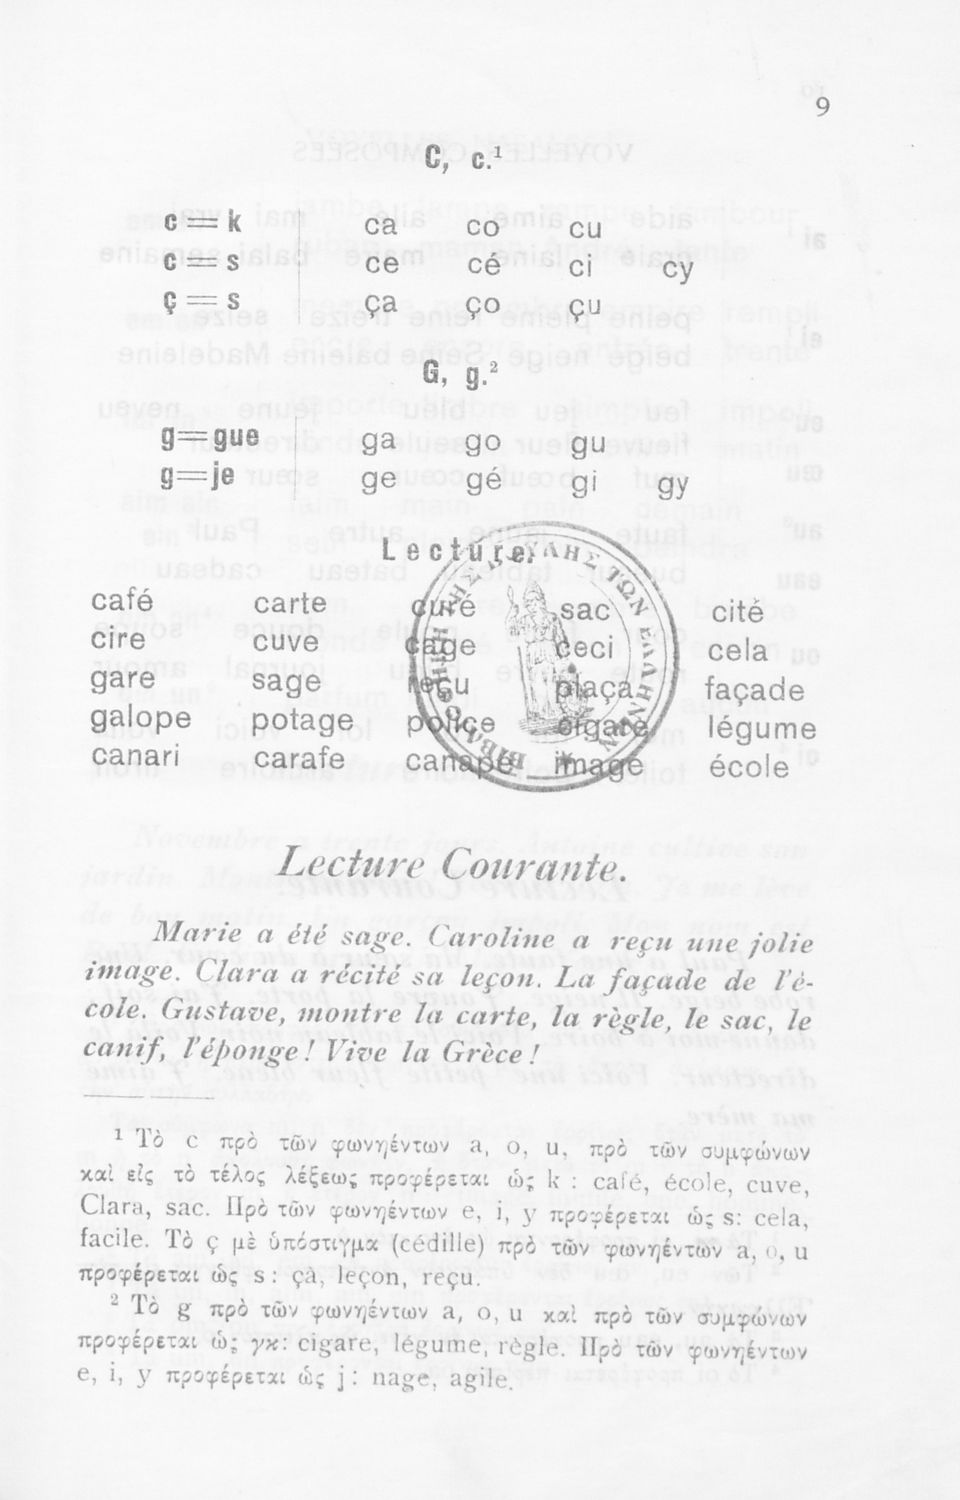 9
C, c.¹
c = k ca co cu
c = s ce cé ci cy
ç = s ça ço çu
G, g.²
g = gue ga go gu
g = je ge gé gi gy
Lecture.
café carte curé sac cité
cire cuve cage ceci cela
gare sage reçu plaça façade
galope potage police cigare légume
canari carafe canapé image école
Lecture Courante.
Marie a été sage. Caroline a reçu une jolie
image. Clara a récité sa leçon. La façade de l'é-
cole. Gustave, montre la carte, la règle, le sac, le
canif, l'éponge! Vive la Grèce!
¹ Τὸ c πρὸ τῶν φωνηέντων a, o, u, πρὸ τῶν συμφώνων
καὶ εἰς τὸ τέλος λέξεως προφέρεται ὡς k : café, école, cuve,
Clara, sac. Πρὸ τῶν φωνηέντων e, i, y προφέρεται ὡς s: cela,
facile. Τὸ ç μὲ ὑπόστιγμα (cédille) πρὸ τῶν φωνηέντων a, o, u
προφέρεται ὡς s : çà, leçon, reçu.
² Τὸ g πρὸ τῶν φωνηέντων a, o, u καὶ πρὸ τῶν συμφώνων
προφέρεται ὡς γκ: cigare, légume, règle. Πρὸ τῶν φωνηέντων
e, i, y προφέρεται ὡς j : nage, agile.